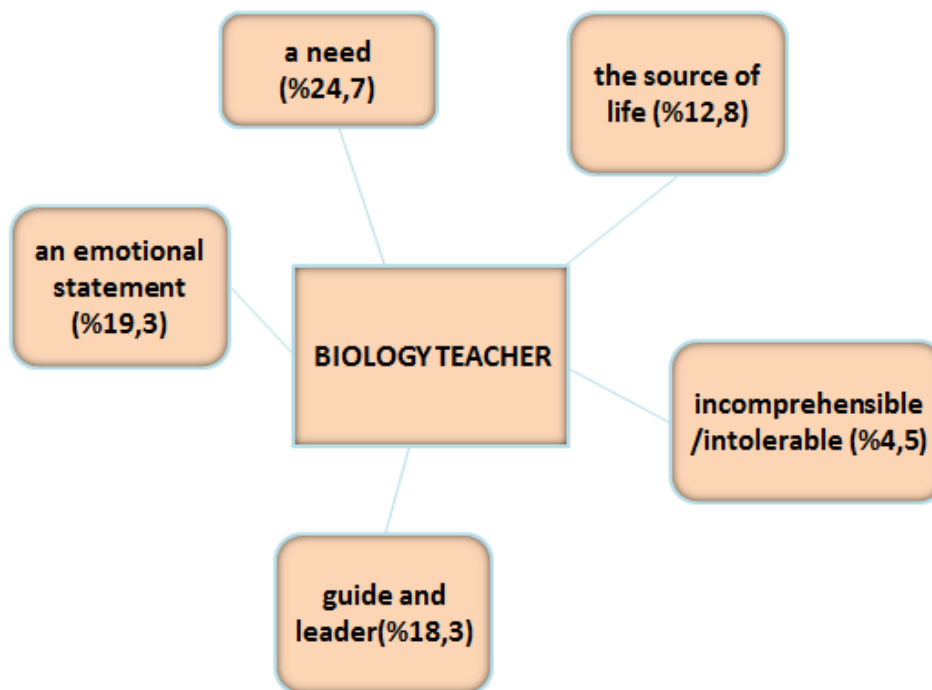 a need
(%24,7)
the source of
life (%12,8)
an emotional
statement
(%19,3)
BIOLOGY TEACHER
incomprehensible
/intolerable (%4,5)
guide and
leader(%18,3)